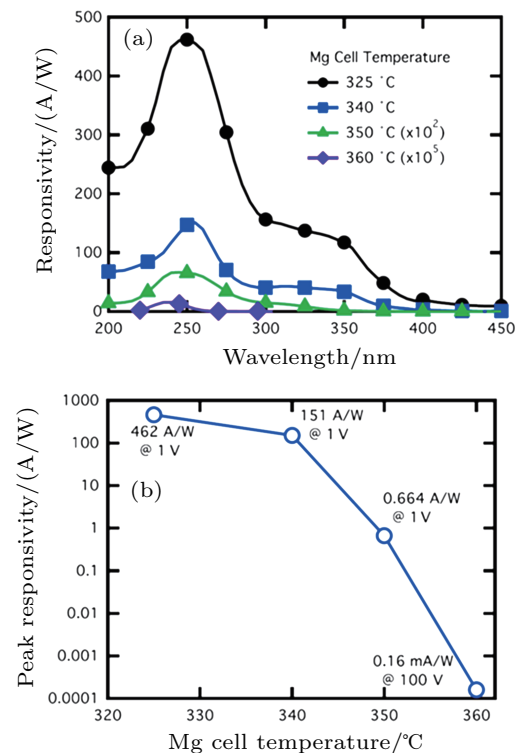 (a)
Responsivity/(A/W)
500
400
300
200
100
0
Mg Cell Temperature
325 ˚C
340 ˚C
350 ˚C (x10²)
360 ˚C (x10⁵)
200 250 300 350 400 450
Wavelength/nm
(b)
Peak responsivity/(A/W)
1000
100
10
1
0.1
0.01
0.001
0.0001
462 A/W
@ 1 V
151 A/W
@ 1V
0.664 A/W
@ 1V
0.16 mA/W
@ 100 V
320 330 340 350 360
Mg cell temperature/℃